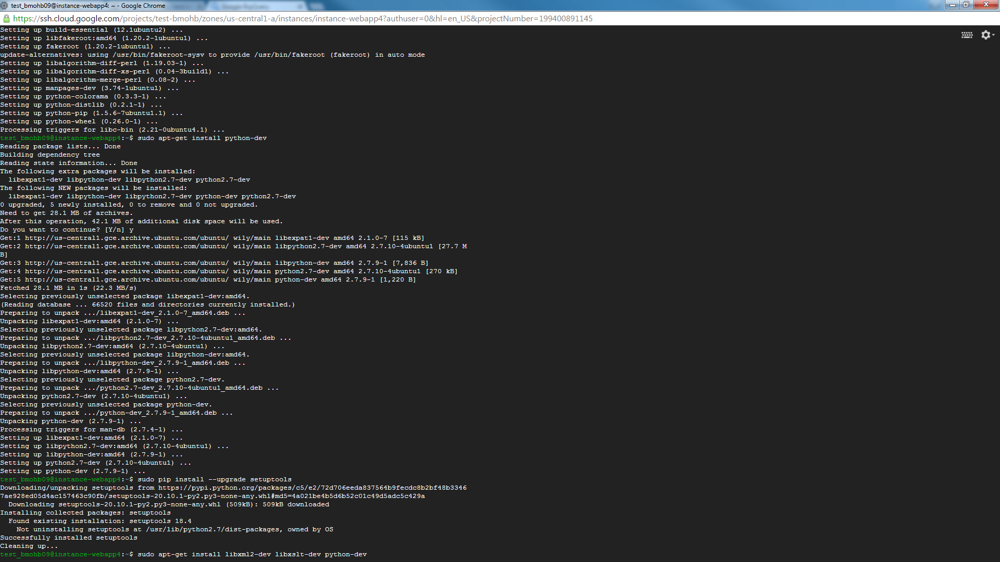 test_bmohb09@instance-webapp4: ~ - Google Chrome
https://ssh.cloud.google.com/projects/test-bmohb/zones/us-central1-a/instances/instance-webapp4?authuser=0&hl=en_US&projectNumber=199400891145
Setting up build-essential (12.1ubuntu2) ...
Setting up libfakeroot:amd64 (1.20.2-1ubuntu1) ...
Setting up fakeroot (1.20.2-1ubuntu1) ...
update-alternatives: using /usr/bin/fakeroot-sysv to provide /usr/bin/fakeroot (fakeroot) in auto mode
Setting up libalgorithm-diff-perl (1.19.03-1) ...
Setting up libalgorithm-diff-xs-perl (0.04-3build1) ...
Setting up libalgorithm-merge-perl (0.08-2) ...
Setting up manpages-dev (3.74-1ubuntu1) ...
Setting up python-colorama (0.3.3-1) ...
Setting up python-distlib (0.2.1-1) ...
Setting up python-pip (1.5.6-7ubuntu1.1) ...
Setting up python-wheel (0.26.0-1) ...
Processing triggers for libc-bin (2.21-0ubuntu4.1) ...
test_bmohb09@instance-webapp4:~$ sudo apt-get install python-dev
Reading package lists... Done
Building dependency tree
Reading state information... Done
The following extra packages will be installed:
  libexpat1-dev libpython-dev libpython2.7-dev python2.7-dev
The following NEW packages will be installed:
  libexpat1-dev libpython-dev libpython2.7-dev python-dev python2.7-dev
0 upgraded, 5 newly installed, 0 to remove and 0 not upgraded.
Need to get 28.1 MB of archives.
After this operation, 42.1 MB of additional disk space will be used.
Do you want to continue? [Y/n] y
Get:1 http://us-central1.gce.archive.ubuntu.com/ubuntu/ wily/main libexpat1-dev amd64 2.1.0-7 [115 kB]
Get:2 http://us-central1.gce.archive.ubuntu.com/ubuntu/ wily/main libpython2.7-dev amd64 2.7.10-4ubuntu1 [27.7 M
B]
Get:3 http://us-central1.gce.archive.ubuntu.com/ubuntu/ wily/main libpython-dev amd64 2.7.9-1 [7,836 B]
Get:4 http://us-central1.gce.archive.ubuntu.com/ubuntu/ wily/main python2.7-dev amd64 2.7.10-4ubuntu1 [270 kB]
Get:5 http://us-central1.gce.archive.ubuntu.com/ubuntu/ wily/main python-dev amd64 2.7.9-1 [1,220 B]
Fetched 28.1 MB in 1s (22.3 MB/s)
Selecting previously unselected package libexpat1-dev:amd64.
(Reading database ... 66520 files and directories currently installed.)
Preparing to unpack .../libexpat1-dev_2.1.0-7_amd64.deb ...
Unpacking libexpat1-dev:amd64 (2.1.0-7) ...
Selecting previously unselected package libpython2.7-dev:amd64.
Preparing to unpack .../libpython2.7-dev_2.7.10-4ubuntu1_amd64.deb ...
Unpacking libpython2.7-dev:amd64 (2.7.10-4ubuntu1) ...
Selecting previously unselected package libpython-dev:amd64.
Preparing to unpack .../libpython-dev_2.7.9-1_amd64.deb ...
Unpacking libpython-dev:amd64 (2.7.9-1) ...
Selecting previously unselected package python2.7-dev.
Preparing to unpack .../python2.7-dev_2.7.10-4ubuntu1_amd64.deb ...
Unpacking python2.7-dev (2.7.10-4ubuntu1) ...
Selecting previously unselected package python-dev.
Preparing to unpack .../python-dev_2.7.9-1_amd64.deb ...
Unpacking python-dev (2.7.9-1) ...
Processing triggers for man-db (2.7.4-1) ...
Setting up libexpat1-dev:amd64 (2.1.0-7) ...
Setting up libpython2.7-dev:amd64 (2.7.10-4ubuntu1) ...
Setting up libpython-dev:amd64 (2.7.9-1) ...
Setting up python2.7-dev (2.7.10-4ubuntu1) ...
Setting up python-dev (2.7.9-1) ...
test_bmohb09@instance-webapp4:~$ sudo pip install --upgrade setuptools
Downloading/unpacking setuptools from https://pypi.python.org/packages/c5/e2/72d706eeda837564b9fecdc8b2bf48b3346
7ae928ed05d4ac157463c90fb/setuptools-20.10.1-py2.py3-none-any.whl#md5=4a021be4b5d6b52c01c49d5adc5c429a
  Downloading setuptools-20.10.1-py2.py3-none-any.whl (509kB): 509kB downloaded
Installing collected packages: setuptools
  Found existing installation: setuptools 18.4
    Not uninstalling setuptools at /usr/lib/python2.7/dist-packages, owned by OS
Successfully installed setuptools
Cleaning up...
test_bmohb09@instance-webapp4:~$ sudo apt-get install libxml2-dev libxslt-dev python-dev